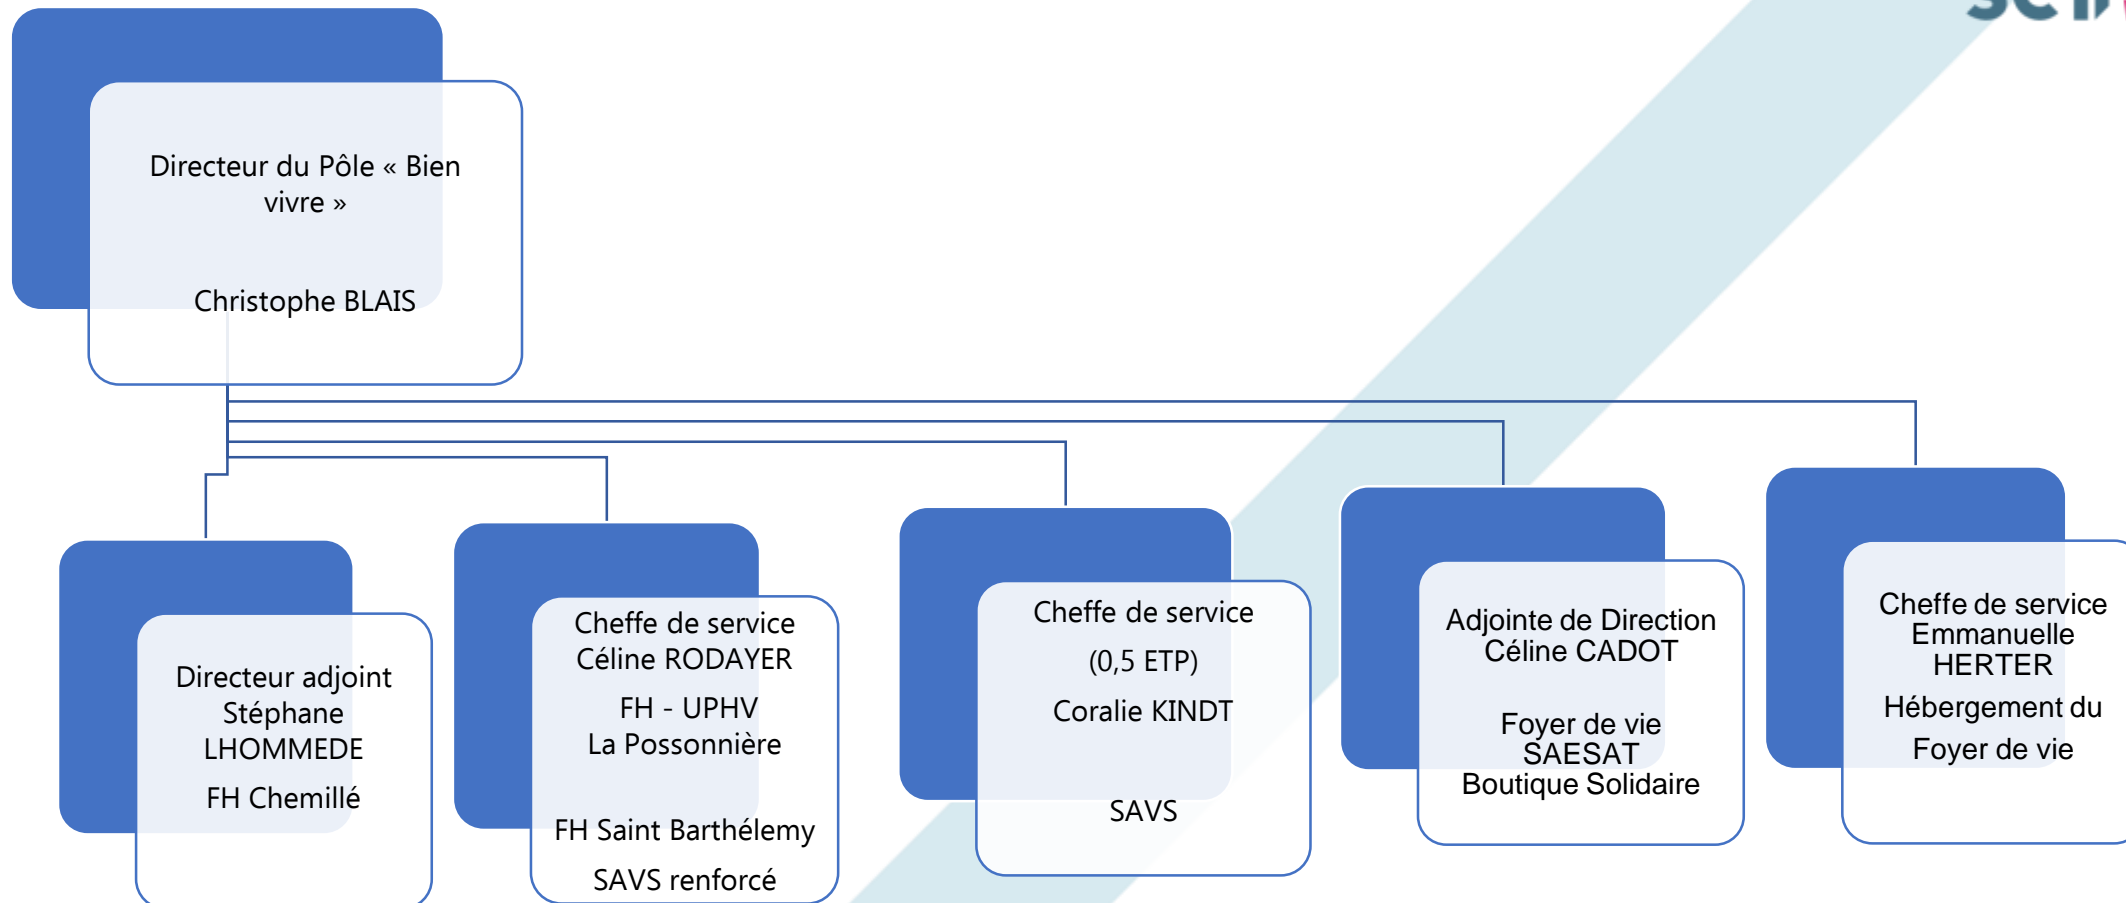 Directeur du Pôle « Bien
vivre »
Christophe BLAIS
Directeur adjoint
Stéphane
LHOMMEDE
FH Chemillé
Cheffe de service
Céline RODAYER
FH - UPHV
La Possonnière
FH Saint Barthélemy
SAVS renforcé
Cheffe de service
(0,5 ETP)
Coralie KINDT
SAVS
Adjointe de Direction
Céline CADOT
Foyer de vie
SAESAT
Boutique Solidaire
Cheffe de service
Emmanuelle
HERTER
Hébergement du
Foyer de vie